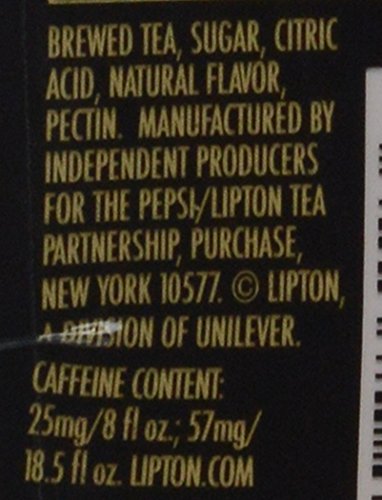 BREWED TEA, SUGAR, CITRIC
ACID, NATURAL FLAVOR,
PECTIN. MANUFACTURED BY
INDEPENDENT PRODUCERS
FOR THE PEPSI/LIPTON TEA
PARTNERSHIP, PURCHASE,
NEW YORK 10577. © LIPTON,
A DIVISION OF UNILEVER.
CAFFEINE CONTENT:
25mg/8 fl oz.; 57mg/
18.5 fl oz. LIPTON.COM